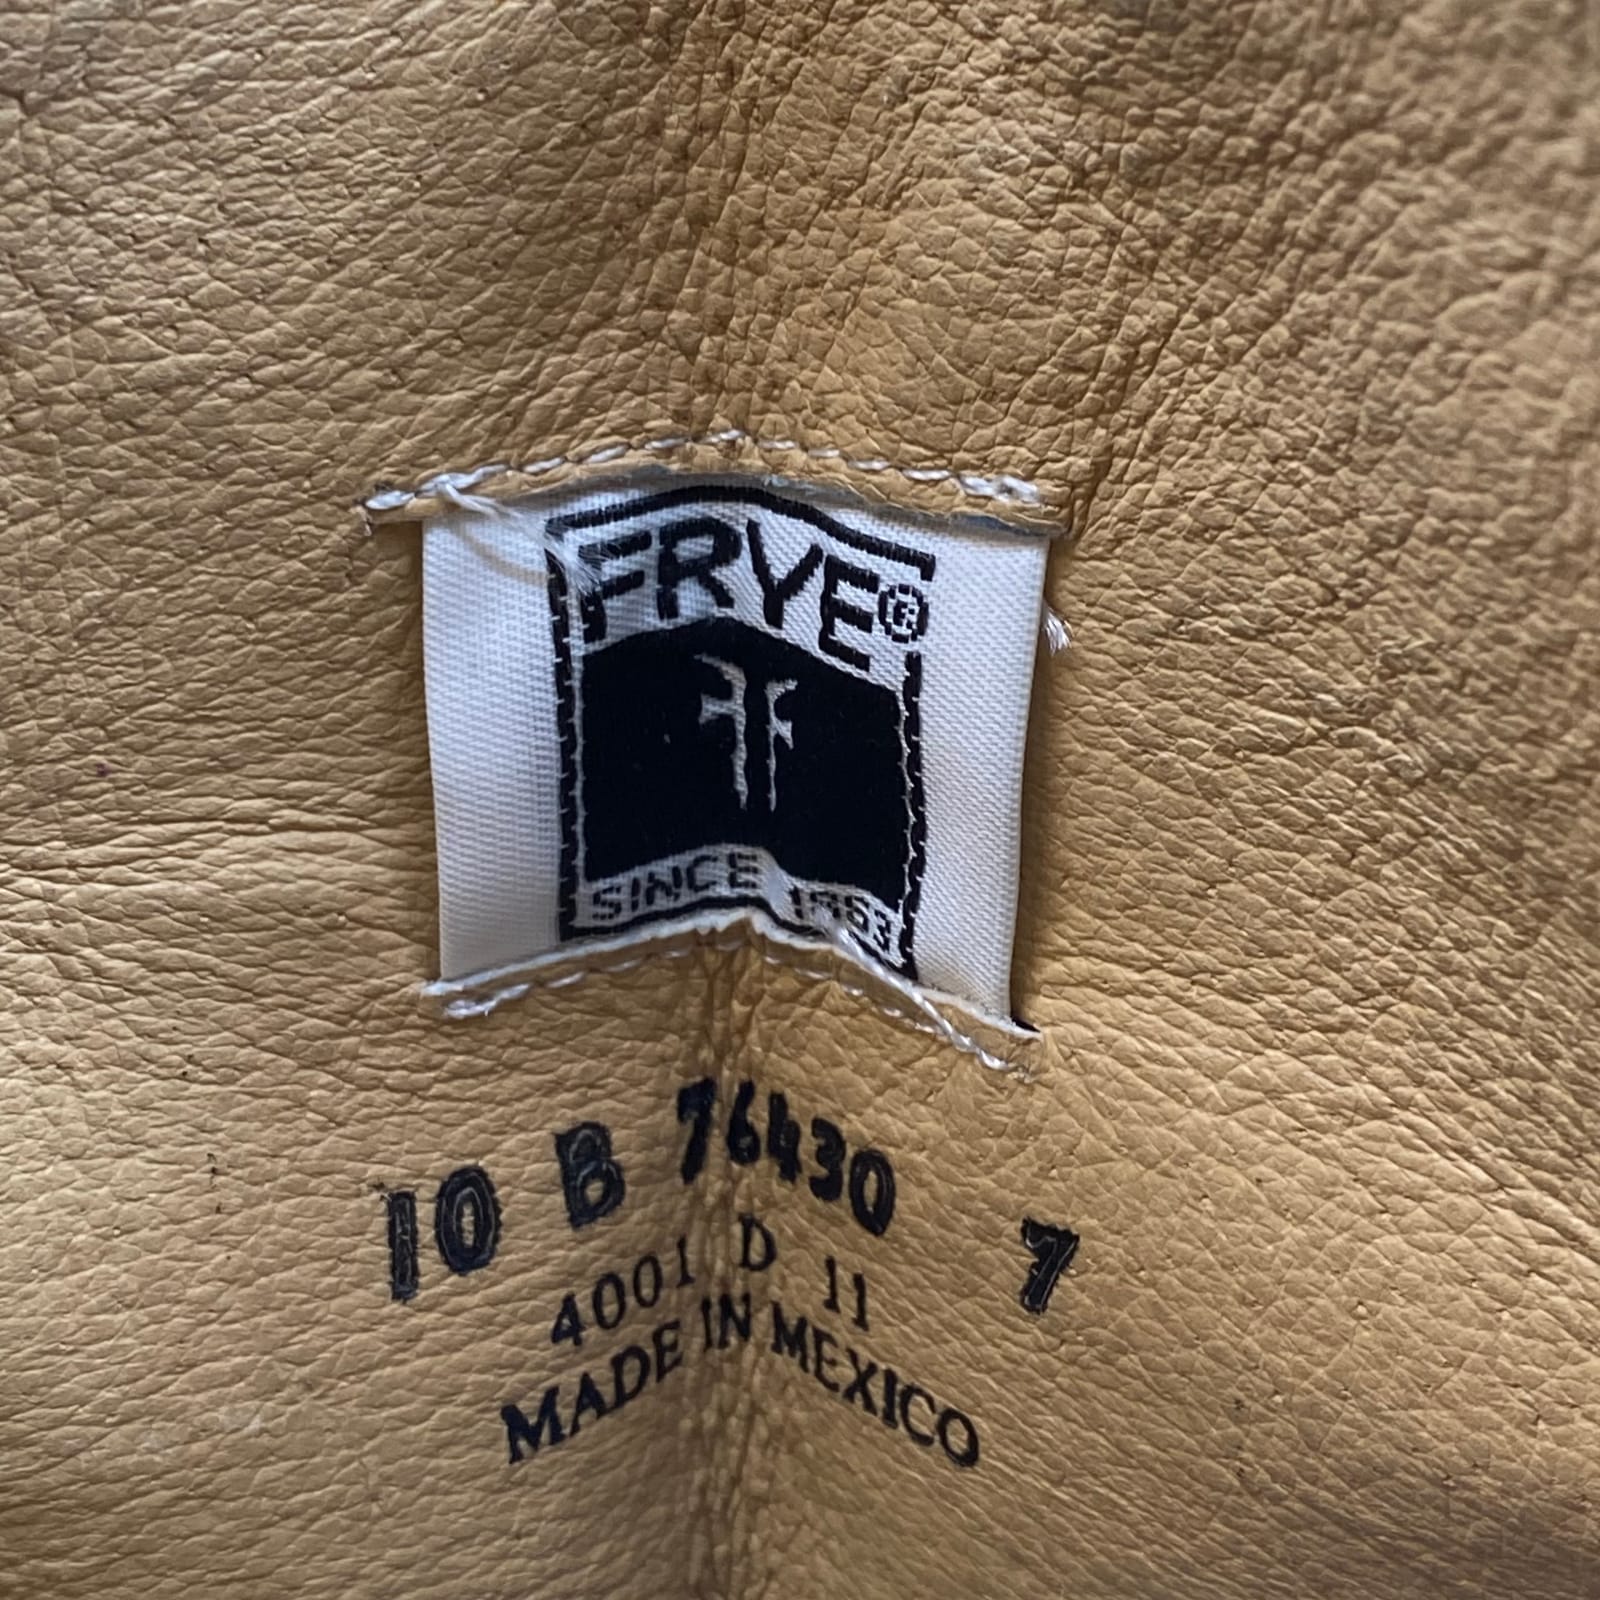 FRYE®
SINCE 1863
10 B 76430 7
4001 D 11
MADE IN MEXICO